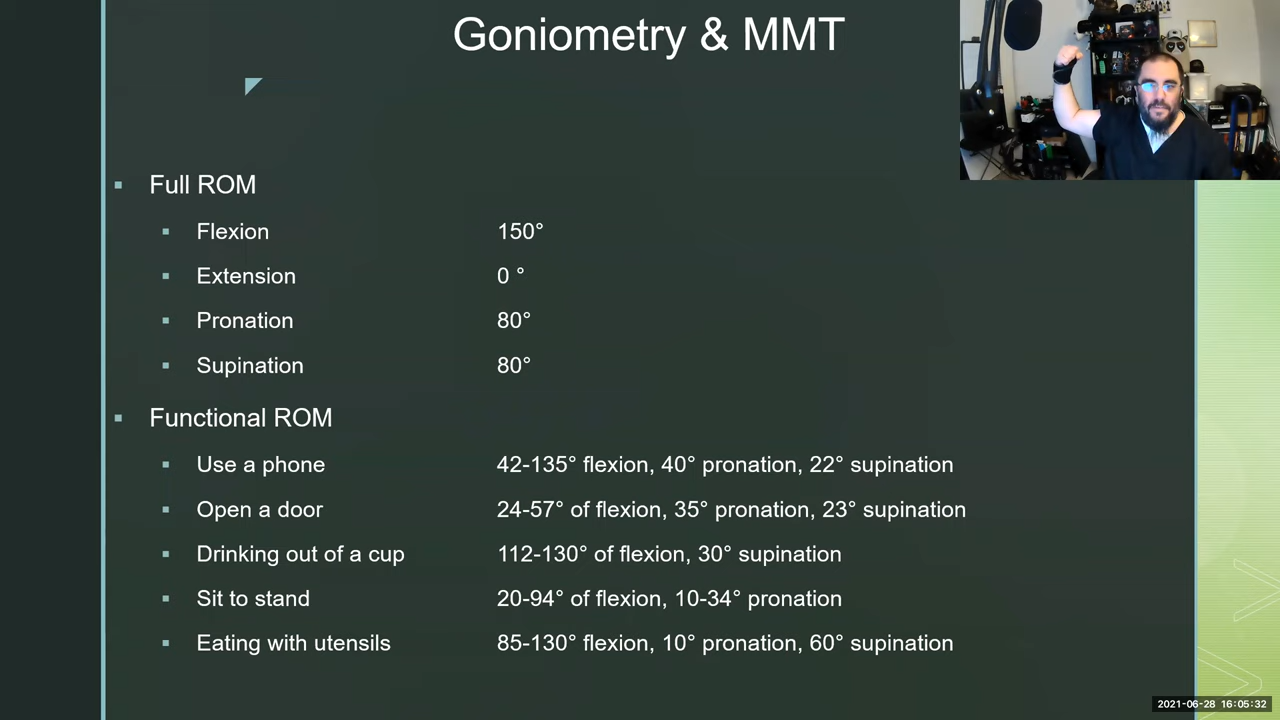 Goniometry & MMT
Full ROM
Flexion 150°
Extension 0 °
Pronation 80°
Supination 80°
Functional ROM
Use a phone 42-135° flexion, 40° pronation, 22° supination
Open a door 24-57° of flexion, 35° pronation, 23° supination
Drinking out of a cup 112-130° of flexion, 30° supination
Sit to stand 20-94° of flexion, 10-34° pronation
Eating with utensils 85-130° flexion, 10° pronation, 60° supination
2021-06-28 16:05:32